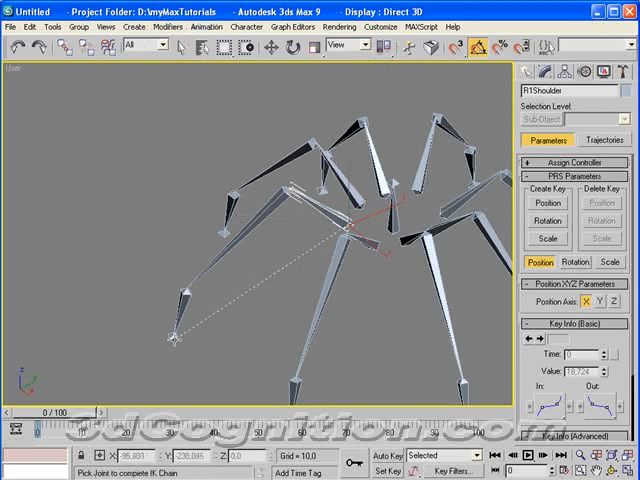 Untitled - Project Folder: D:\myMaxTutorials - Autodesk 3ds Max 9 - Display : Direct 3D
File Edit Tools Group Views Create Modifiers Animation Character Graph Editors Rendering Customize MAXScript Help
All View
User
R1Shoulder
Selection Level:
Sub-Object
Parameters Trajectories
+ Assign Controller
- PRS Parameters
Create Key Delete Key
Position Position
Rotation Rotation
Scale Scale
Position Rotation Scale
- Position XYZ Parameters
Position Axis: X Y Z
- Key Info (Basic)
Time: 0
Value: 18,724
In: Out:
Key Info (Advanced)
z
0 / 100
0 10 20 30 40 50 60 70 80 90 100
3dCognition.com
X: -95,881 Y: -238,085 Z: 0,0 Grid = 10,0
Auto Key Selected
Pick Joint to complete IK Chain Add Time Tag Set Key Key Filters... 0